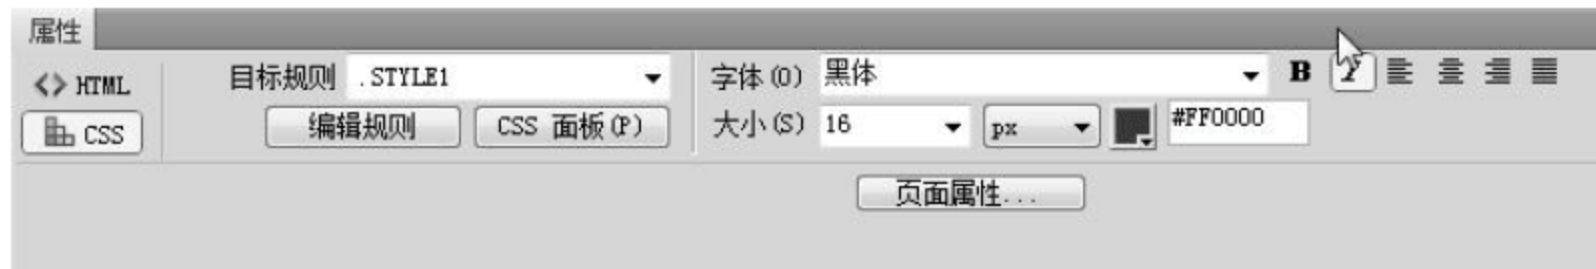 属性
<> HTML 目标规则 .STYLE1 字体(O) 黑体 B I
CSS 编辑规则 CSS 面板(P) 大小(S) 16 px #FF0000
页面属性...